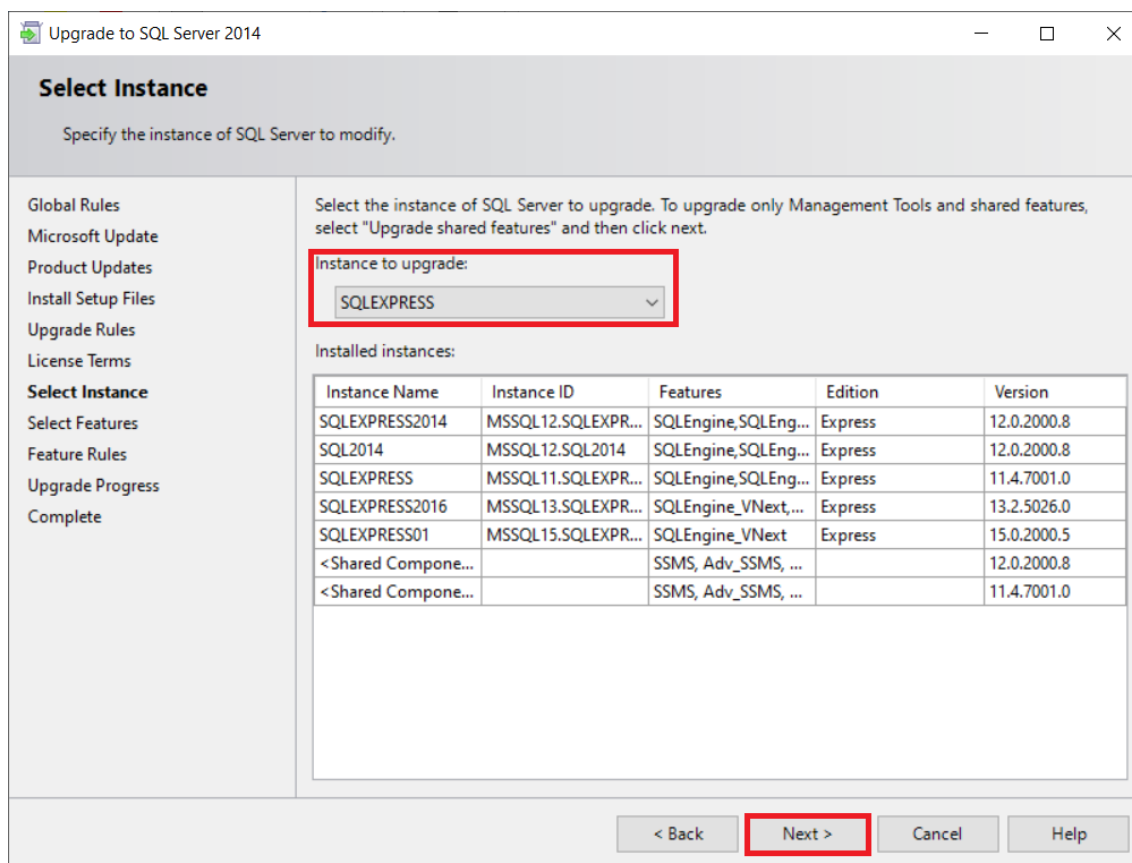 Upgrade to SQL Server 2014
Select Instance
Specify the instance of SQL Server to modify.
Global Rules
Microsoft Update
Product Updates
Install Setup Files
Upgrade Rules
License Terms
Select Instance
Select Features
Feature Rules
Upgrade Progress
Complete
Select the instance of SQL Server to upgrade. To upgrade only Management Tools and shared features,
select "Upgrade shared features" and then click next.
Instance to upgrade:
SQLEXPRESS
Installed instances:
Instance Name Instance ID Features Edition Version
SQLEXPRESS2014 MSSQL12.SQLEXPR... SQLEngine,SQLEng... Express 12.0.2000.8
SQL2014 MSSQL12.SQL2014 SQLEngine,SQLEng... Express 12.0.2000.8
SQLEXPRESS MSSQL11.SQLEXPR... SQLEngine,SQLEng... Express 11.4.7001.0
SQLEXPRESS2016 MSSQL13.SQLEXPR... SQLEngine_VNext,... Express 13.2.5026.0
SQLEXPRESS01 MSSQL15.SQLEXPR... SQLEngine_VNext Express 15.0.2000.5
<Shared Compone... SSMS, Adv_SSMS, ... 12.0.2000.8
<Shared Compone... SSMS, Adv_SSMS, ... 11.4.7001.0
< Back Next > Cancel Help